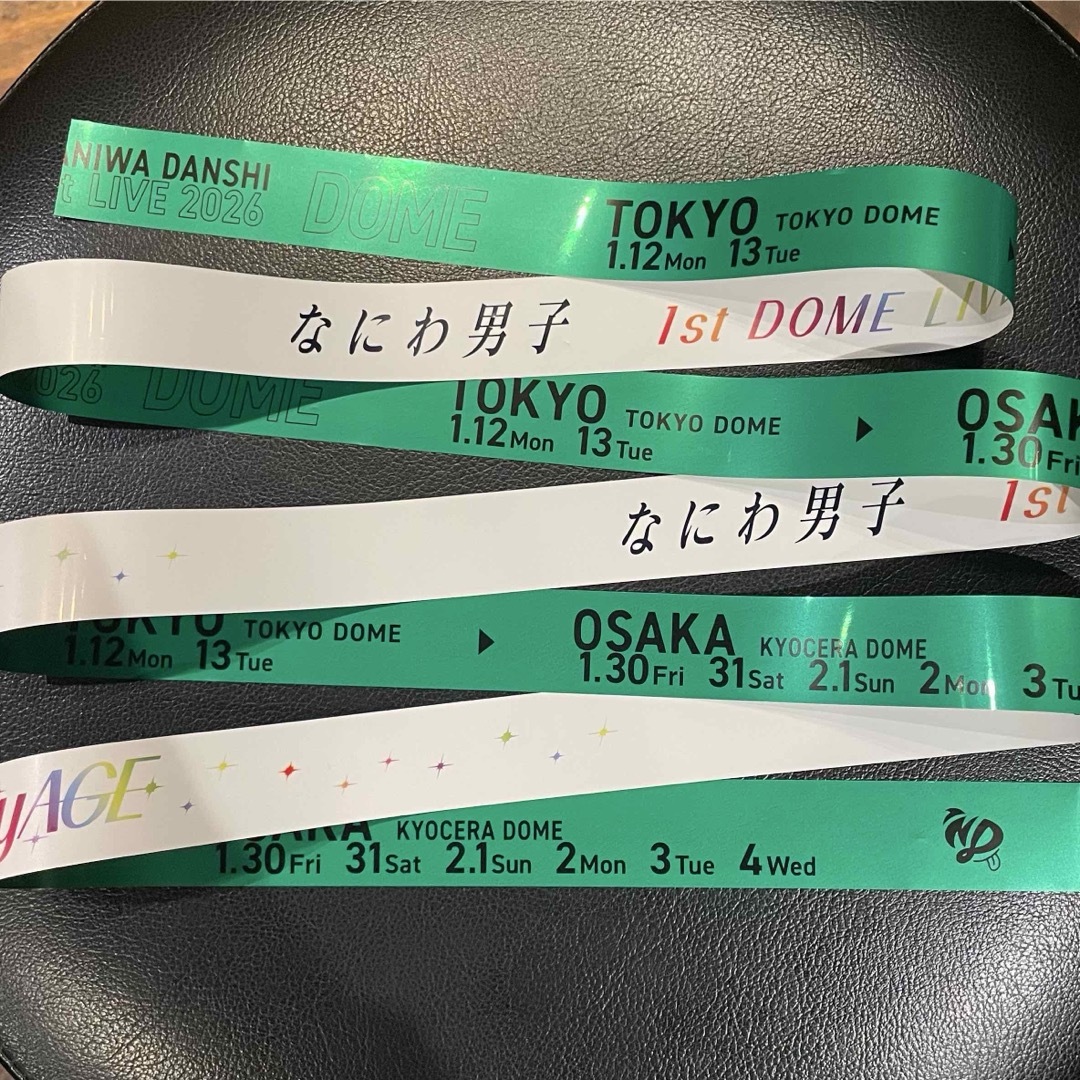 ANIWA DANSHI
t LIVE 2026
DOME
TOKYO TOKYO DOME
1.12 Mon 13 Tue
なにわ男子 1st DOME LIV
026
DOME
TOKYO TOKYO DOME
1.12 Mon 13 Tue
OSAK
1.30 Fri
なにわ男子 1st
TOKYO TOKYO DOME
1.12 Mon 13 Tue
OSAKA KYOCERA DOME
1.30 Fri 31 Sat 2.1 Sun 2 Mon 3 Tu
yAGE
OSAKA KYOCERA DOME
1.30 Fri 31 Sat 2.1 Sun 2 Mon 3 Tue 4 Wed
ND